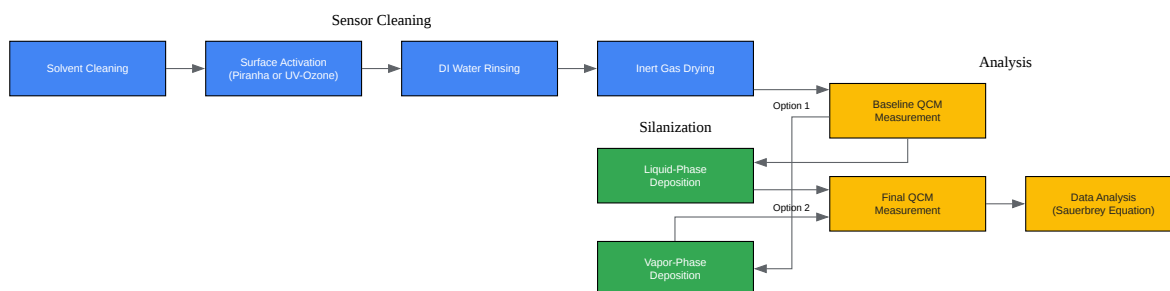 Sensor Cleaning
Solvent Cleaning
Surface Activation
(Piranha or UV-Ozone)
DI Water Rinsing
Inert Gas Drying
Analysis
Baseline QCM
Measurement
Option 1
Silanization
Liquid-Phase
Deposition
Final QCM
Measurement
Data Analysis
(Sauerbrey Equation)
Option 2
Vapor-Phase
Deposition